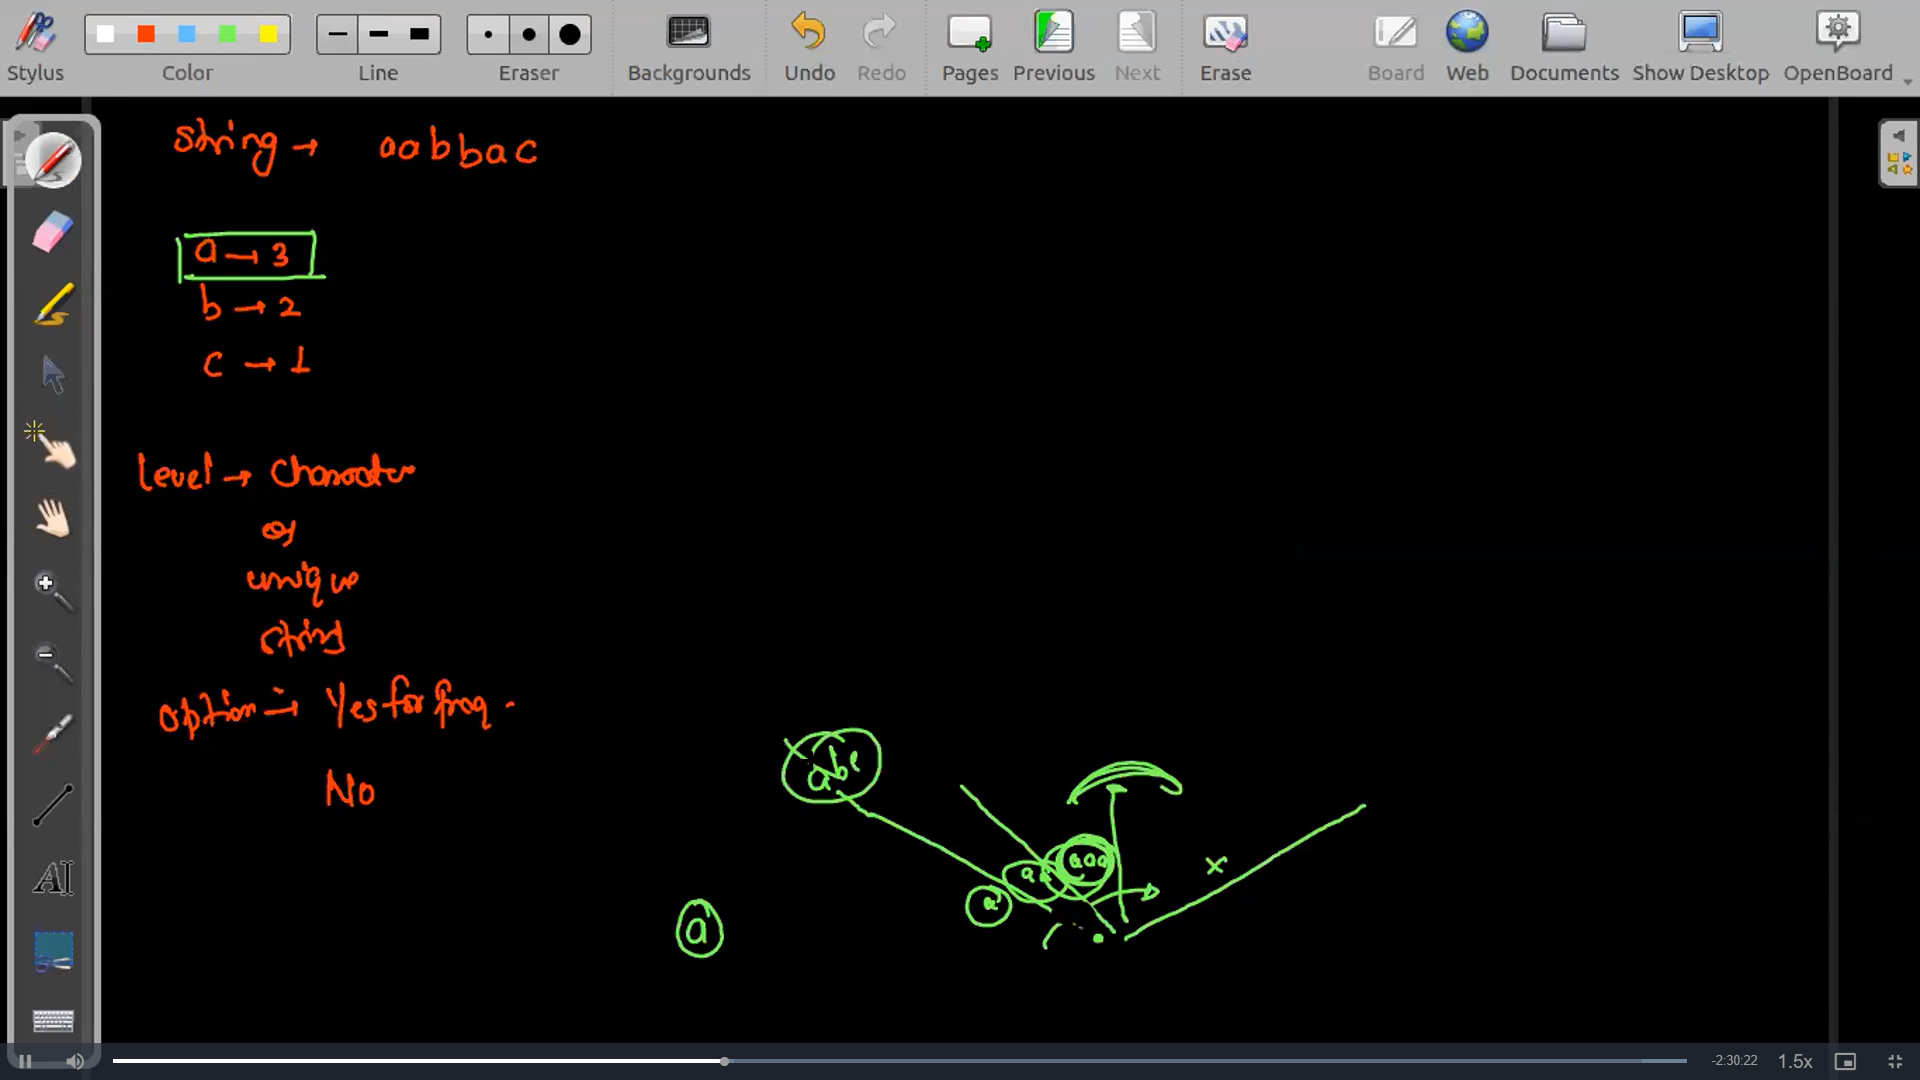 Stylus Color Line Eraser Backgrounds Undo Redo Pages Previous Next Erase Board Web Documents Show Desktop OpenBoard
string → aabbac
a → 3
b → 2
c → 1
level → Character
of
unique
string
option → Yes for freq.
No
abc
x
aaa
aa
a
a
-2:30:22 1.5x